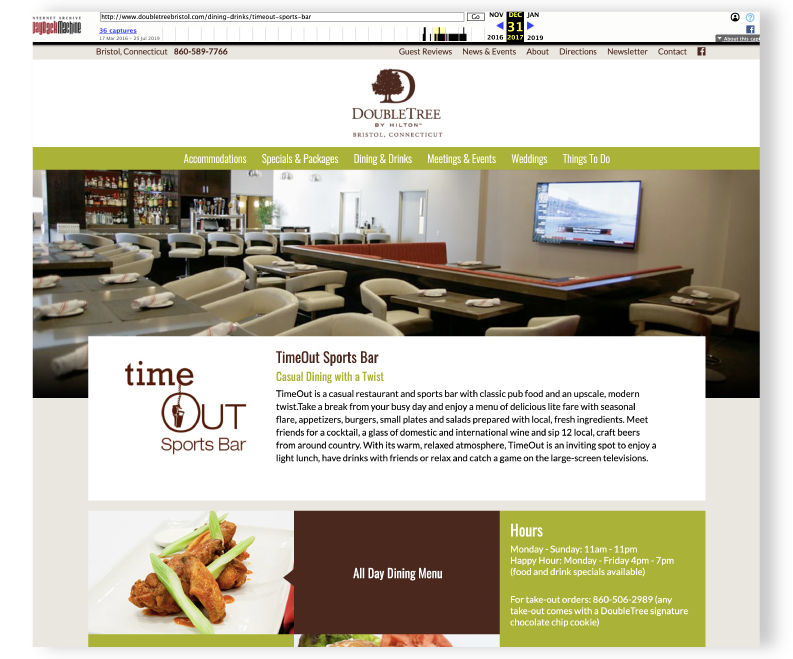 INTERNET ARCHIVE
WayBackMachine
http://www.doubletreebristol.com/dining-drinks/timeout-sports-bar
Go
NOV DEC JAN
36 captures
31
17 Mar 2016 – 25 Jul 2019
2016 2017 2019
▼ About this cap
Bristol, Connecticut 860-589-7766
Guest Reviews News & Events About Directions Newsletter Contact
DOUBLETREE
BY HILTON™
BRISTOL, CONNECTICUT
Accommodations Specials & Packages Dining & Drinks Meetings & Events Weddings Things To Do
time
OUT
Sports Bar
TimeOut Sports Bar
Casual Dining with a Twist
TimeOut is a casual restaurant and sports bar with classic pub food and an upscale, modern
twist.Take a break from your busy day and enjoy a menu of delicious lite fare with seasonal
flare, appetizers, burgers, small plates and salads prepared with local, fresh ingredients. Meet
friends for a cocktail, a glass of domestic and international wine and sip 12 local, craft beers
from around country. With its warm, relaxed atmosphere, TimeOut is an inviting spot to enjoy a
light lunch, have drinks with friends or relax and catch a game on the large-screen televisions.
All Day Dining Menu
Hours
Monday - Sunday: 11am - 11pm
Happy Hour: Monday - Friday 4pm - 7pm
(food and drink specials available)
For take-out orders: 860-506-2989 (any
take-out comes with a DoubleTree signature
chocolate chip cookie)